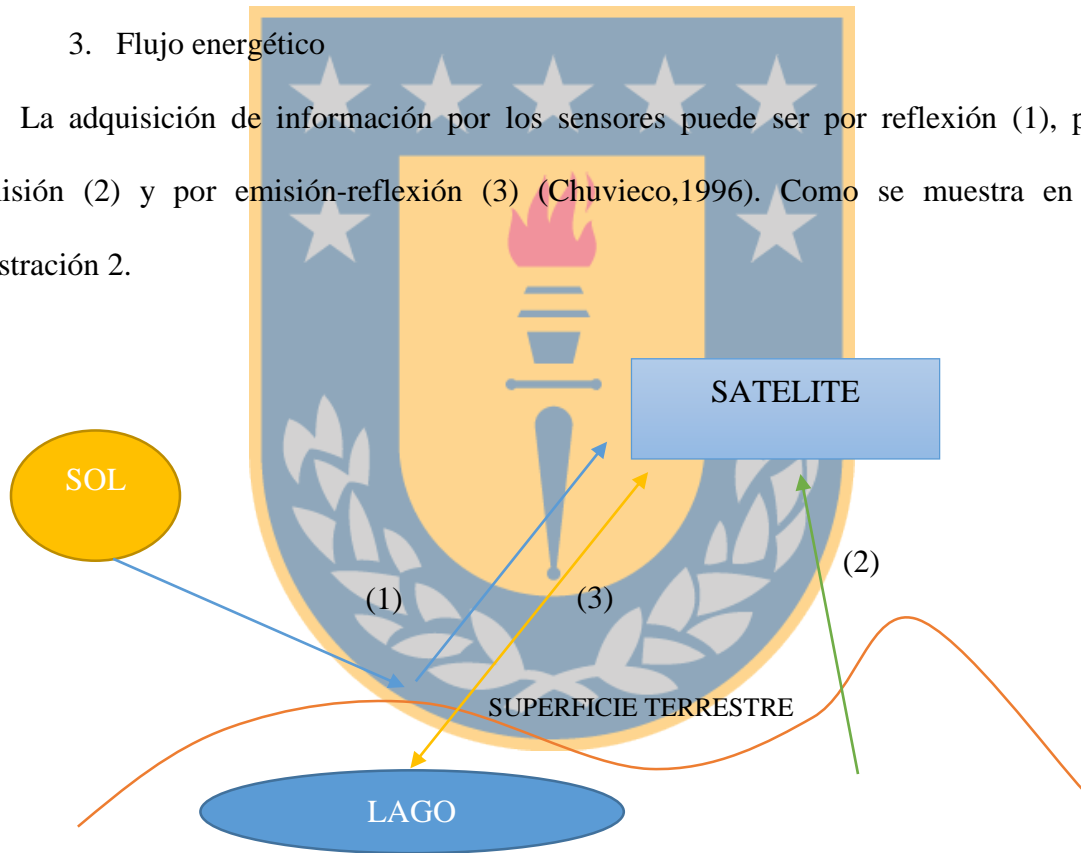 3. Flujo energético
La adquisición de información por los sensores puede ser por reflexión (1), p
isión (2) y por emisión-reflexión (3) (Chuvieco,1996). Como se muestra en
stración 2.
SATELITE
SOL
(2)
(1)
(3)
SUPERFICIE TERRESTRE
LAGO